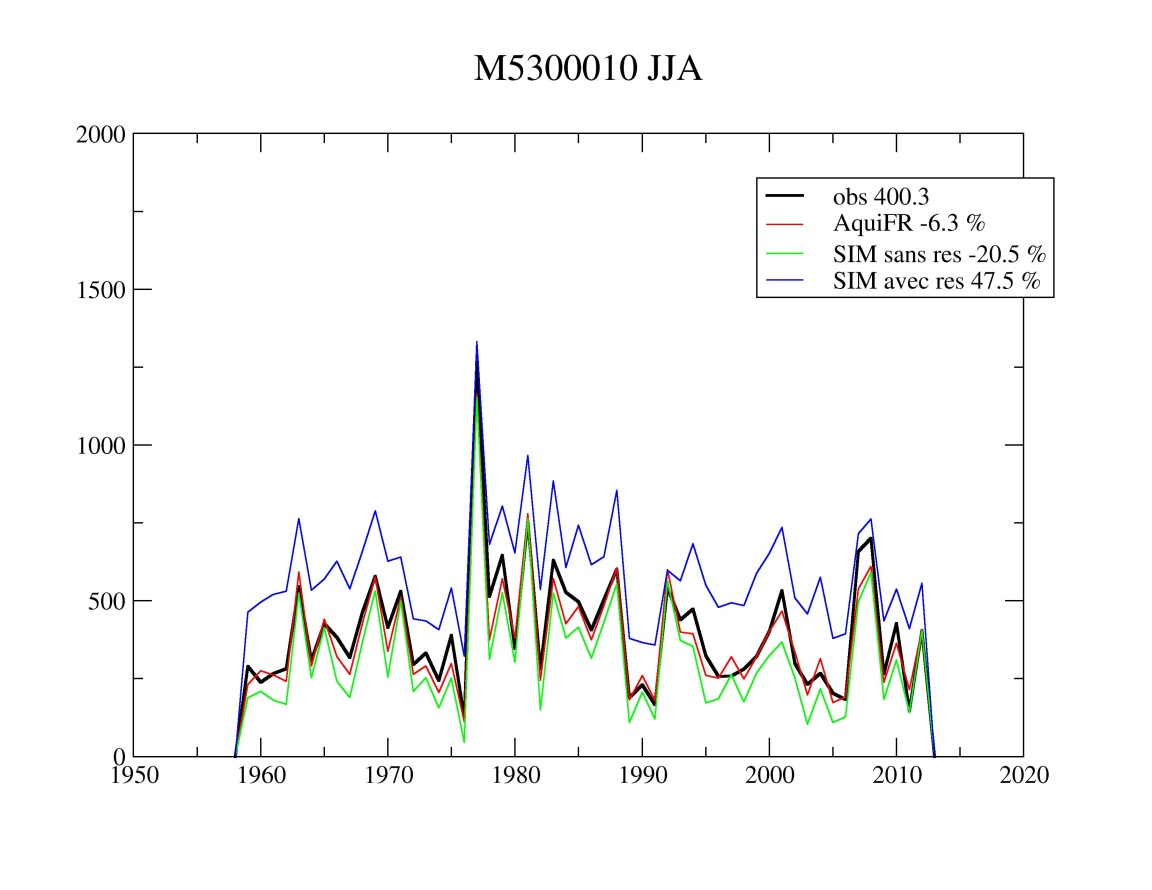 M5300010 JJA
2000
1500
1000
500
0
obs 400.3
AquiFR -6.3 %
SIM sans res -20.5 %
SIM avec res 47.5 %
1950 1960 1970 1980 1990 2000 2010 2020